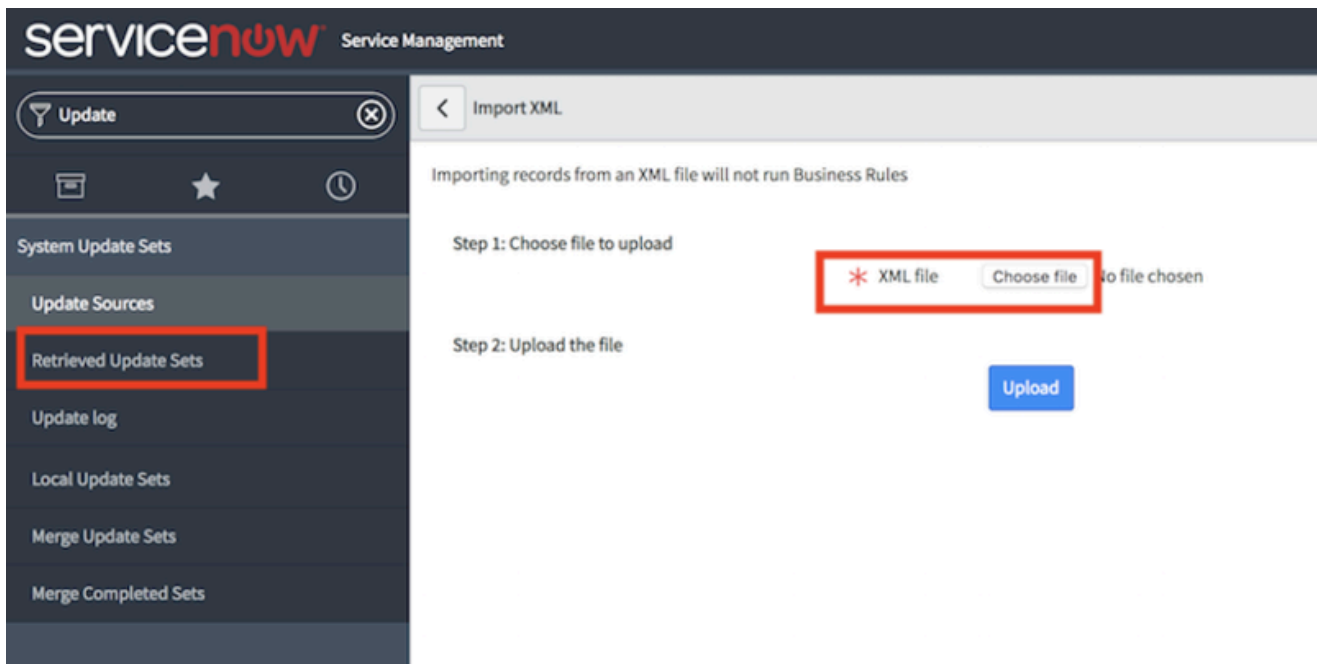 servicenow Service Management
Update
Import XML
Importing records from an XML file will not run Business Rules
System Update Sets
Step 1: Choose file to upload
XML file Choose file No file chosen
Update Sources
Step 2: Upload the file
Retrieved Update Sets
Upload
Update log
Local Update Sets
Merge Update Sets
Merge Completed Sets